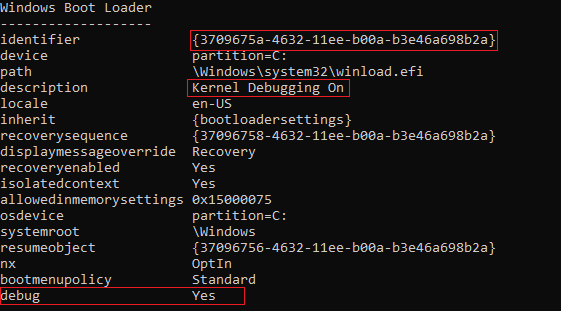 Windows Boot Loader
-------------------
identifier {3709675a-4632-11ee-b00a-b3e46a698b2a}
device partition=C:
path \Windows\system32\winload.efi
description Kernel Debugging On
locale en-US
inherit {bootloadersettings}
recoverysequence {37096758-4632-11ee-b00a-b3e46a698b2a}
displaymessageoverride Recovery
recoveryenabled Yes
isolatedcontext Yes
allowedinmemorysettings 0x15000075
osdevice partition=C:
systemroot \Windows
resumeobject {37096756-4632-11ee-b00a-b3e46a698b2a}
nx OptIn
bootmenupolicy Standard
debug Yes